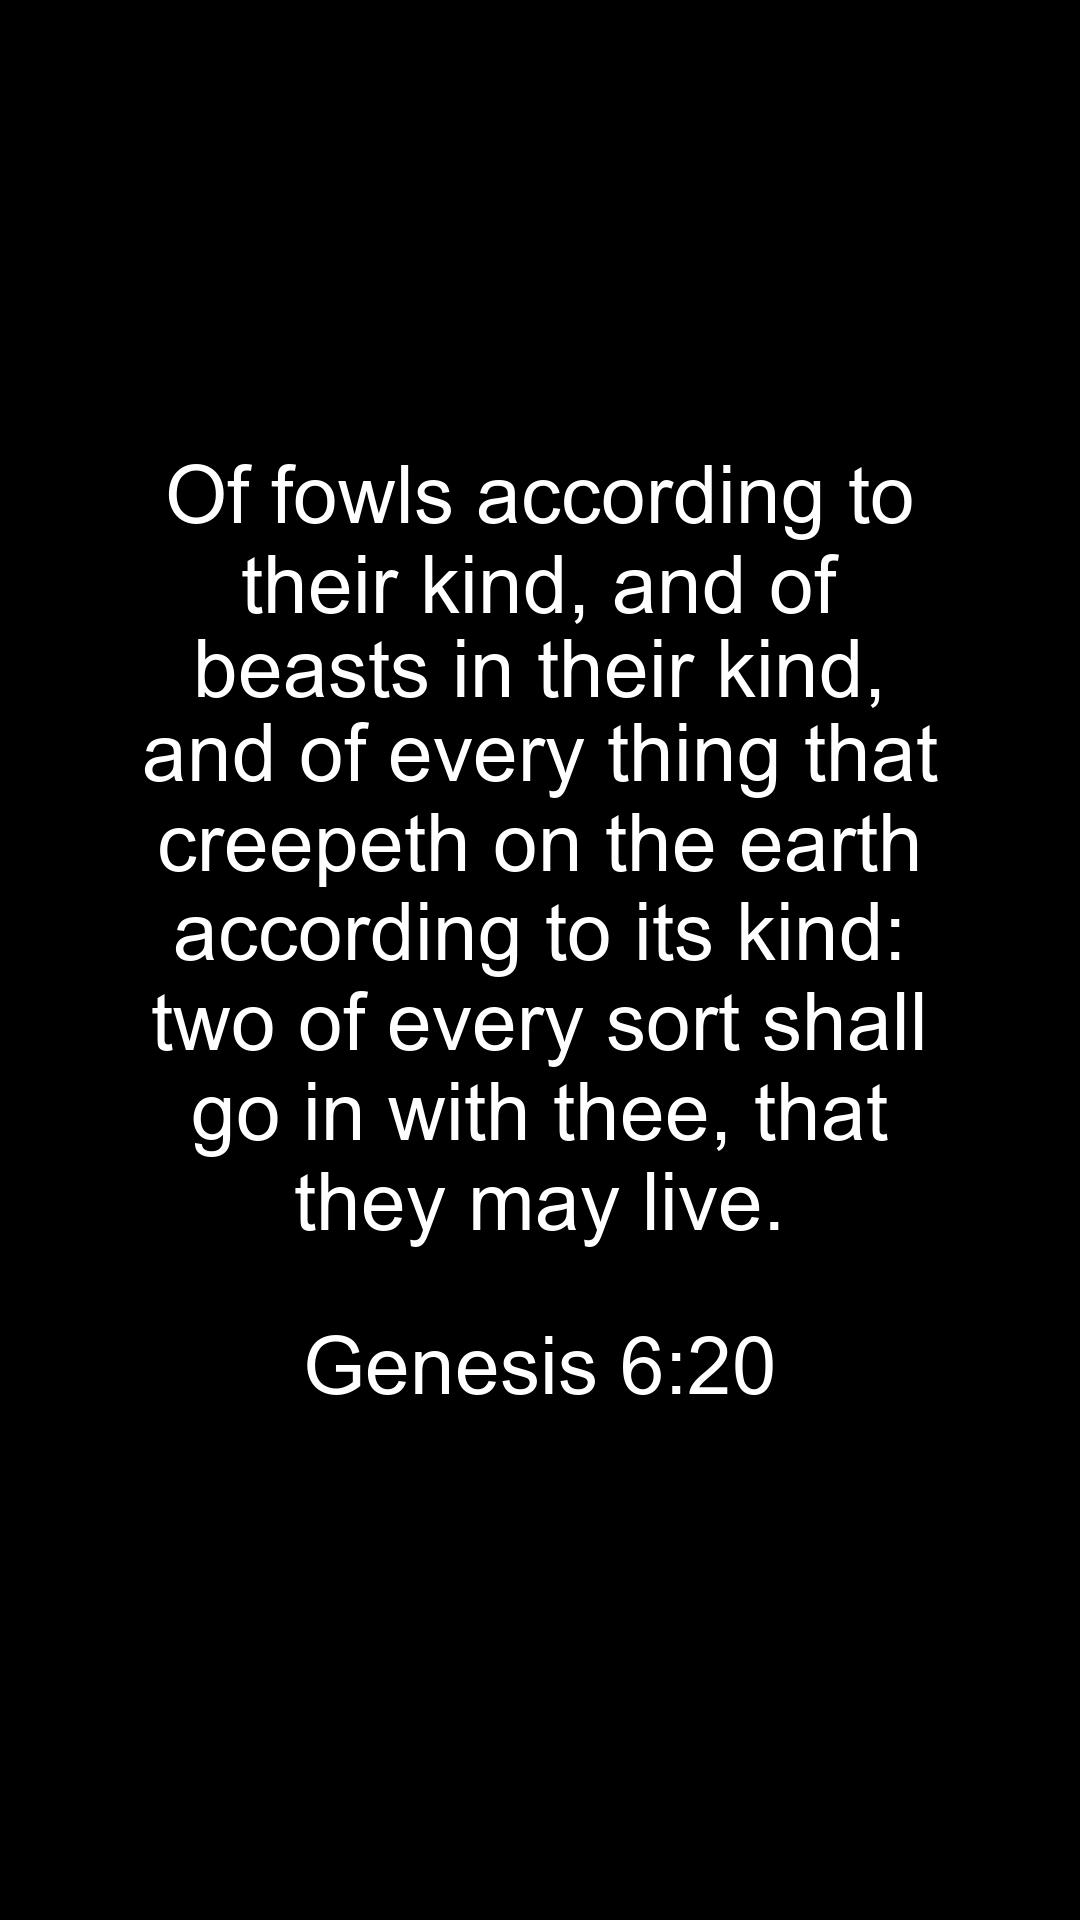 Of fowls according to
their kind, and of
beasts in their kind,
and of every thing that
creepeth on the earth
according to its kind:
two of every sort shall
go in with thee, that
they may live.
Genesis 6:20